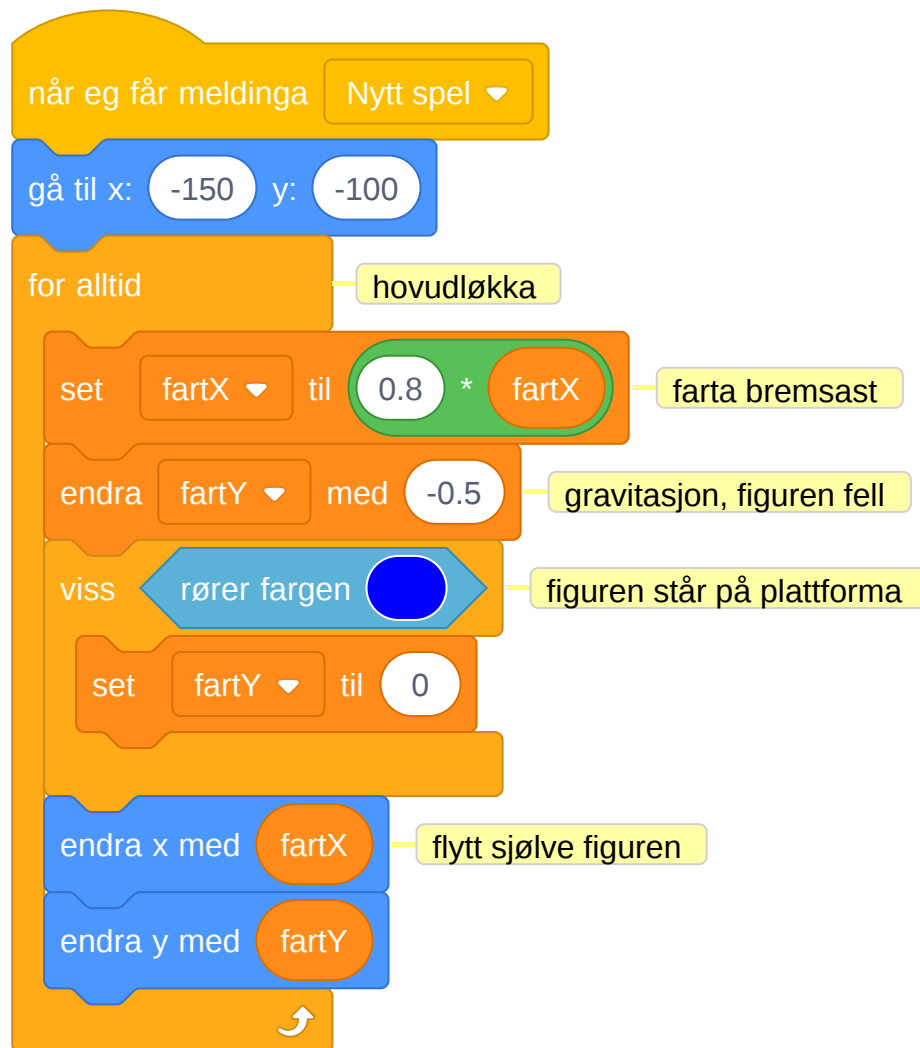 når eg får meldinga Nytt spel
gå til x: -150 y: -100
for alltid hovudløkka
set fartX til 0.8 * fartX farta bremsast
endra fartY med -0.5 gravitasjon, figuren fell
viss rører fargen figuren står på plattforma
set fartY til 0
endra x med fartX flytt sjølve figuren
endra y med fartY